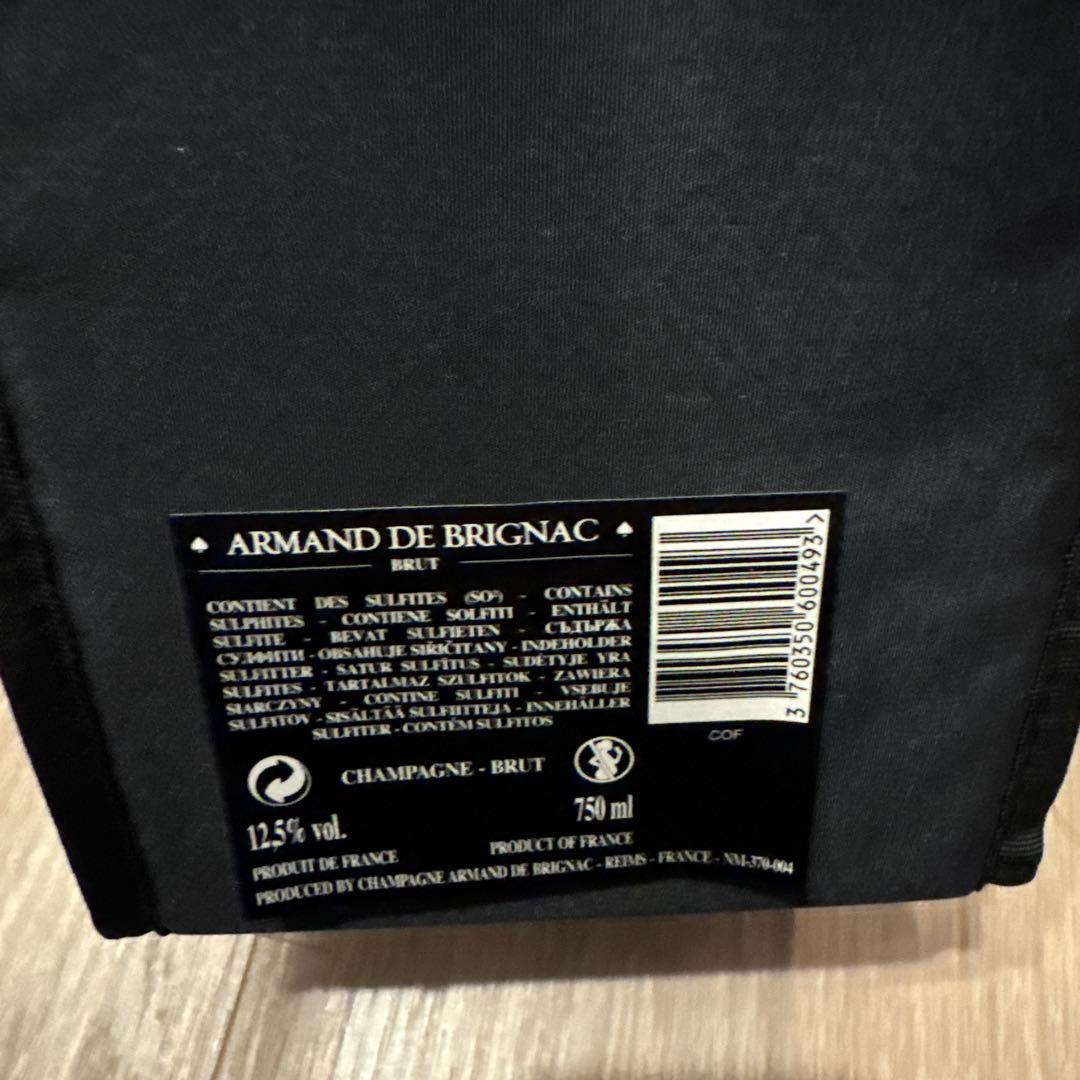 ♠ ARMAND DE BRIGNAC ♠
BRUT
CONTIENT DES SULFITES (SO²) - CONTAINS
SULPHITES - CONTIENE SOLFITI - ENTHÄLT
SULFITE - BEVAT SULFIETEN - СЪДЪРЖА
СУЛФИТИ - OBSAHUJE SIŘIČITANY - INDEHOLDER
SULFITTER - SATUR SULFĪTUS - SUDĖTYJE YRA
SULFITES - TARTALMAZ SZULFITOK - ZAWIERA
SIARCZYNY - CONTINE SULFITI - VSEBUJE
SULFITOV - SISÄLTÄÄ SULFIITTEJA - INNEHÅLLER
SULFITER - CONTÉM SULFITOS
CHAMPAGNE - BRUT
12,5% vol.
750 ml
PRODUIT DE FRANCE
PRODUCT OF FRANCE
PRODUCED BY CHAMPAGNE ARMAND DE BRIGNAC - REIMS - FRANCE - NM-370-004
3 760350 600493 >
COF